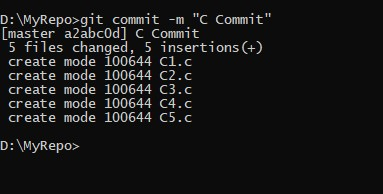 D:\MyRepo>git commit -m "C Commit"
[master a2abc0d] C Commit
 5 files changed, 5 insertions(+)
 create mode 100644 C1.c
 create mode 100644 C2.c
 create mode 100644 C3.c
 create mode 100644 C4.c
 create mode 100644 C5.c
D:\MyRepo>